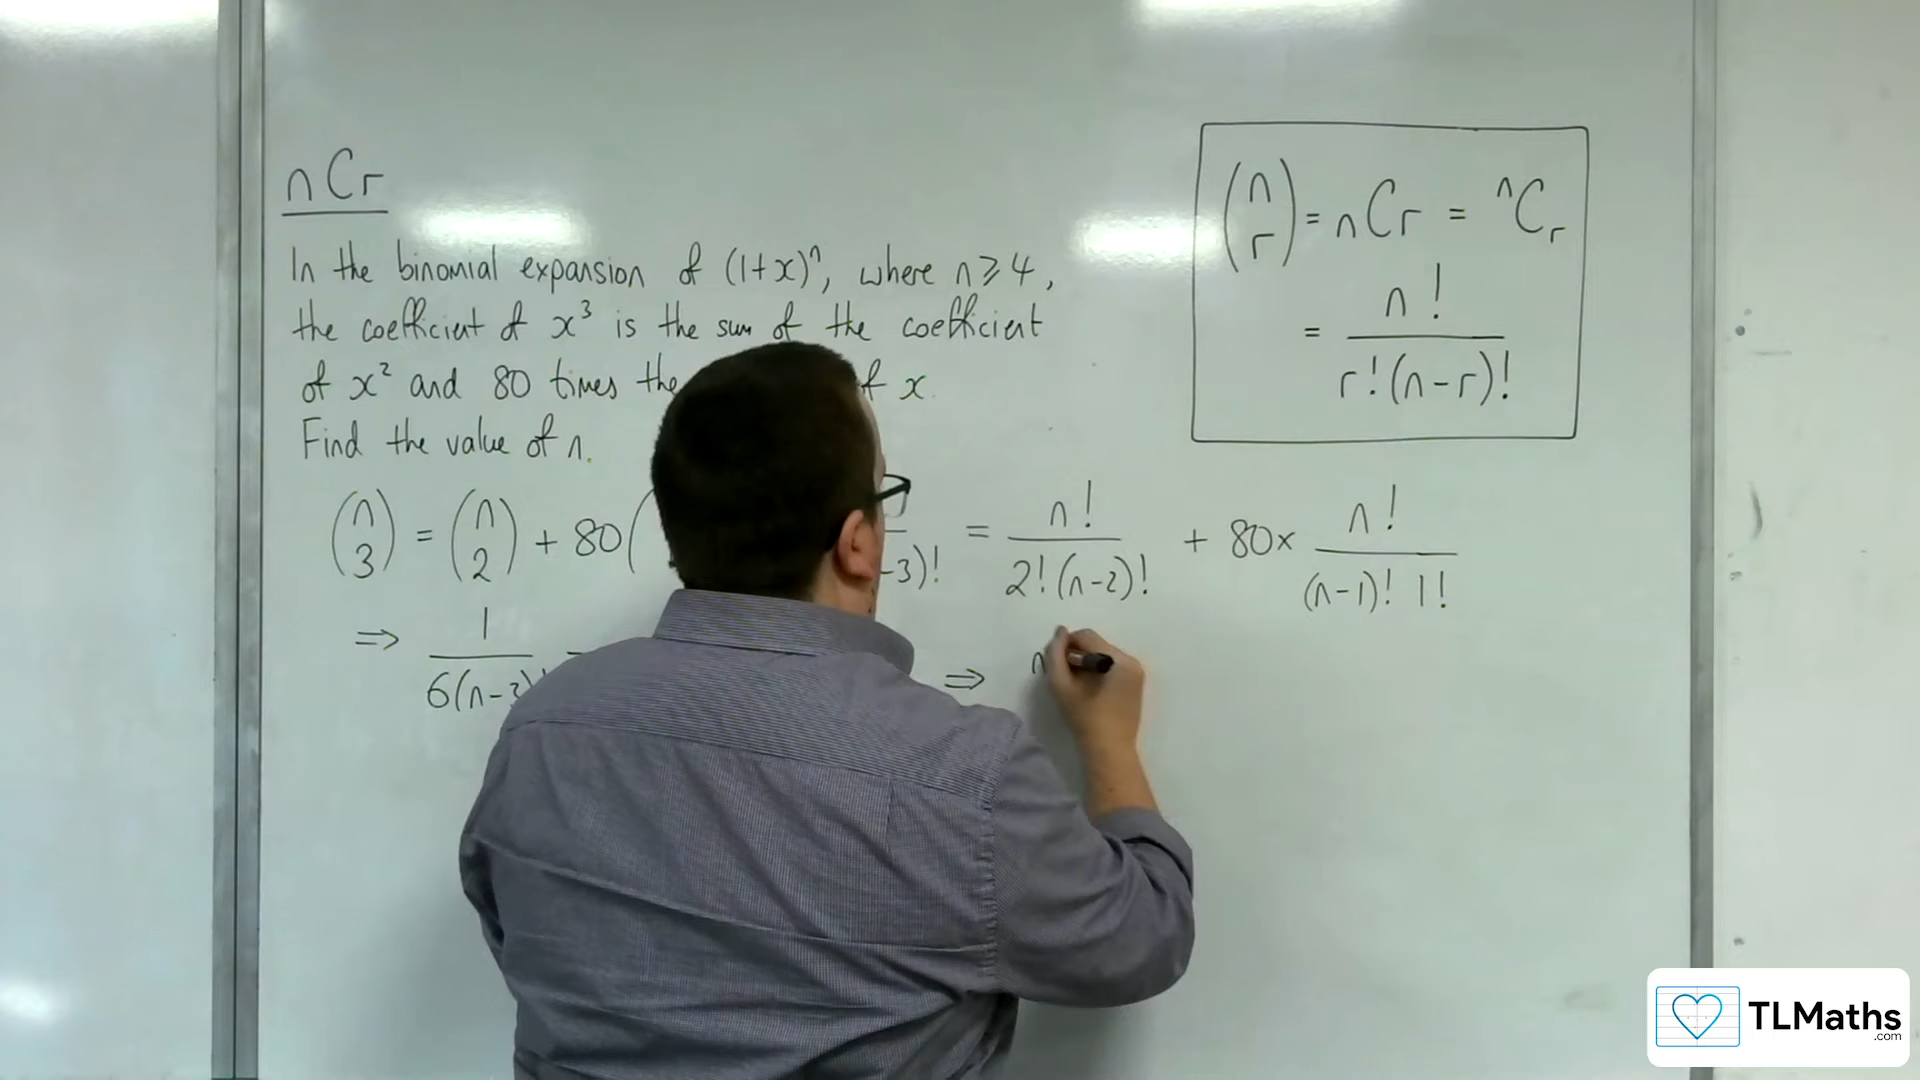 nCr
In the binomial expansion of (1+x)ⁿ, where n ⩾ 4,
the coefficient of x³ is the sum of the coefficient
of x² and 80 times the of x.
Find the value of n.
(n 3) = (n 2) + 80( -3)! = n! / 2!(n-2)! + 80× n! / (n-1)! 1!
⇒ 1 / 6(n-3)! ⇒ n
(n r) = nCr = ⁿCᵣ
= n! / r!(n-r)!
TLMaths
.com